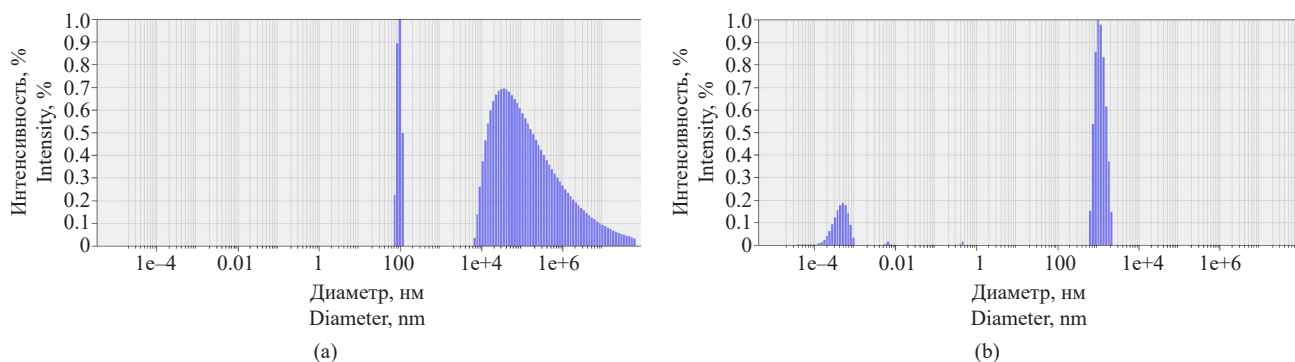 Интенсивность, %
Intensity, %
1.0
0.9
0.8
0.7
0.6
0.5
0.4
0.3
0.2
0.1
0
1e–4
0.01
1
100
1e+4
1e+6
Диаметр, нм
Diameter, nm
(a)
Интенсивность, %
Intensity, %
1.0
0.9
0.8
0.7
0.6
0.5
0.4
0.3
0.2
0.1
0
1e–4
0.01
1
100
1e+4
1e+6
Диаметр, нм
Diameter, nm
(b)